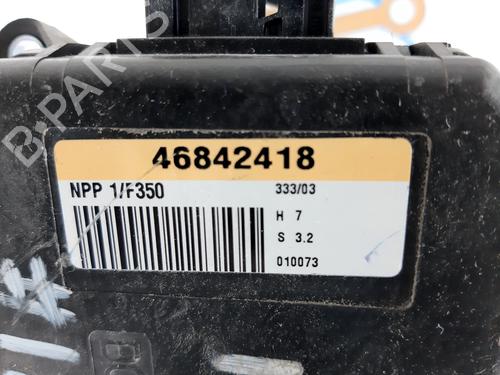 46842418
NPP 1/F350
333/03
H 7
S 3.2
010073
B-PARTS